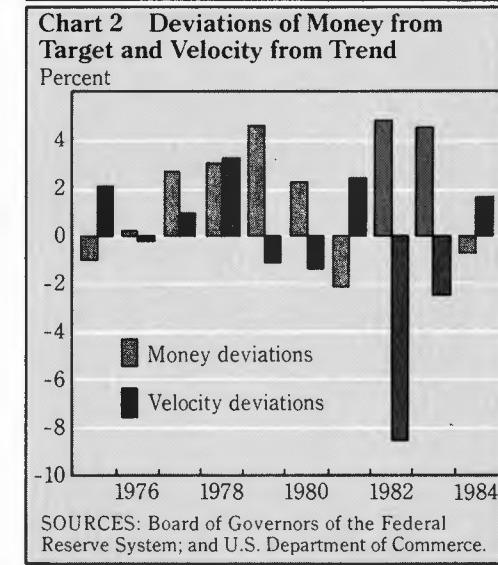 Chart 2 Deviations of Money from
Target and Velocity from Trend
Percent
4
2
0
-2
-4
-6
-8
-10
Money deviations
Velocity deviations
1976 1978 1980 1982 1984
SOURCES: Board of Governors of the Federal
Reserve System; and U.S. Department of Commerce.